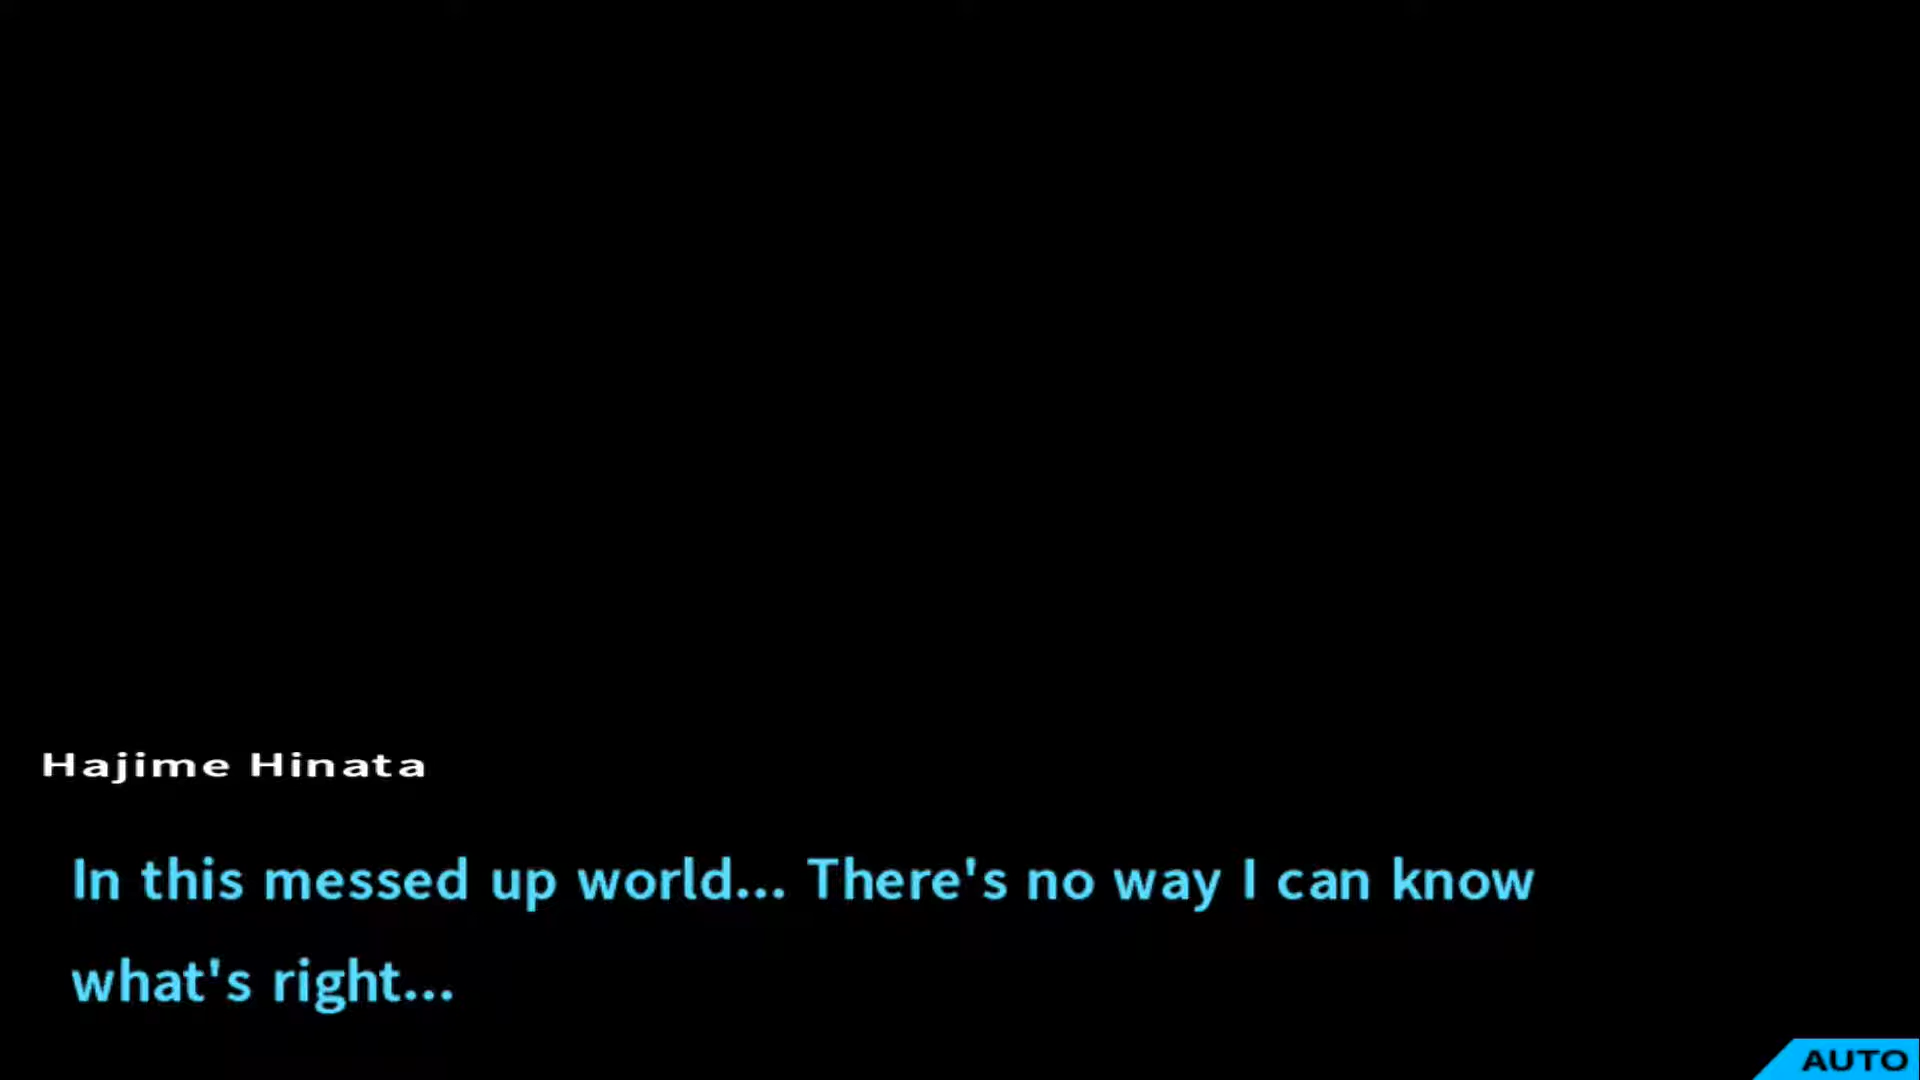 Hajime Hinata
In this messed up world... There's no way I can know
what's right...
AUTO